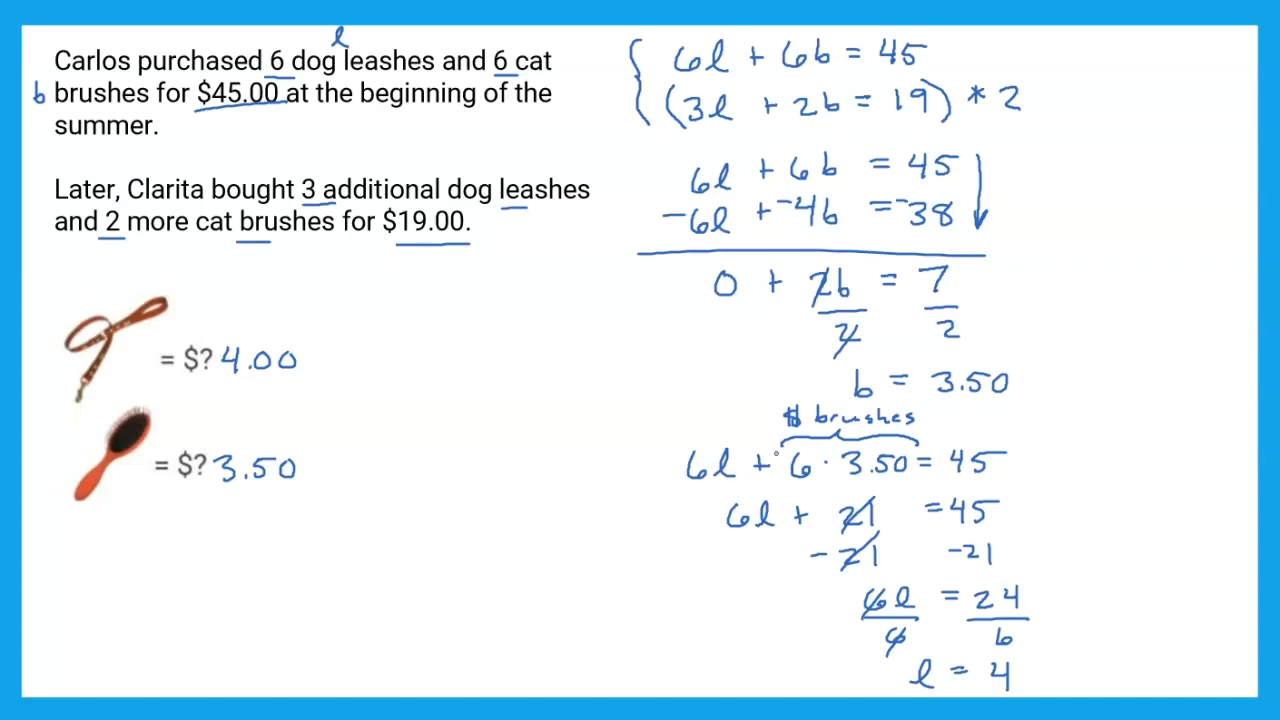 l
Carlos purchased 6 dog leashes and 6 cat
b brushes for $45.00 at the beginning of the
summer.
Later, Clarita bought 3 additional dog leashes
and 2 more cat brushes for $19.00.
= $? 4.00
= $? 3.50
6l + 6b = 45
(3l + 2b = 19) * 2
6l + 6b = 45
-6l + -4b = -38
0 + 2b = 7
2 2
b = 3.50
$ brushes
6l + 6 · 3.50 = 45
6l + 21 = 45
- 21 -21
6l = 24
6 6
l = 4